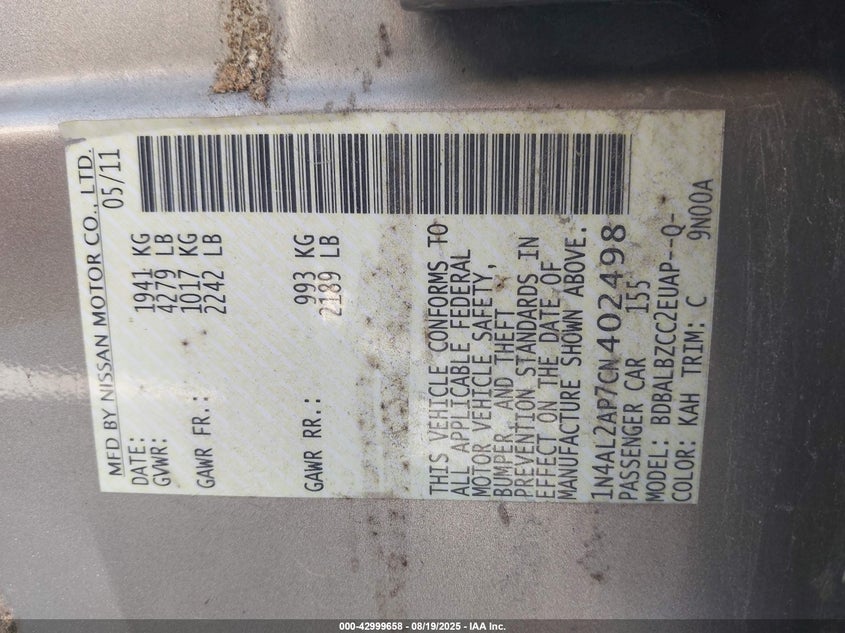 MFD BY NISSAN MOTOR CO., LTD.
DATE: 05/11
GVWR: 1941 KG
4279 LB
GAWR FR.: 1017 KG
2242 LB
GAWR RR.: 993 KG
2189 LB
THIS VEHICLE CONFORMS TO
ALL APPLICABLE FEDERAL
MOTOR VEHICLE SAFETY,
BUMPER, AND THEFT
PREVENTION STANDARDS IN
EFFECT ON THE DATE OF
MANUFACTURE SHOWN ABOVE.
1N4AL2AP7CN402498
PASSENGER CAR 155
MODEL: BDBALBZCC2EUAP--Q-
COLOR: KAH TRIM: C 9N00A
000-42999658 - 08/19/2025 - IAA Inc.